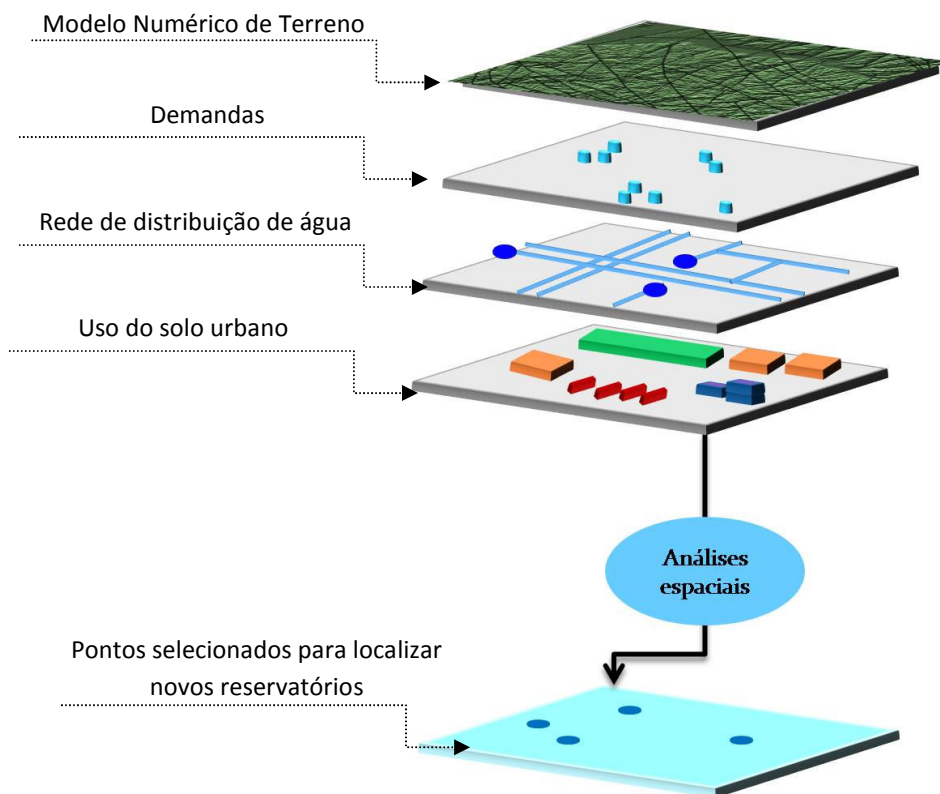 Modelo Numérico de Terreno
Demandas
Rede de distribuição de água
Uso do solo urbano
Análises
espaciais
Pontos selecionados para localizar
novos reservatórios